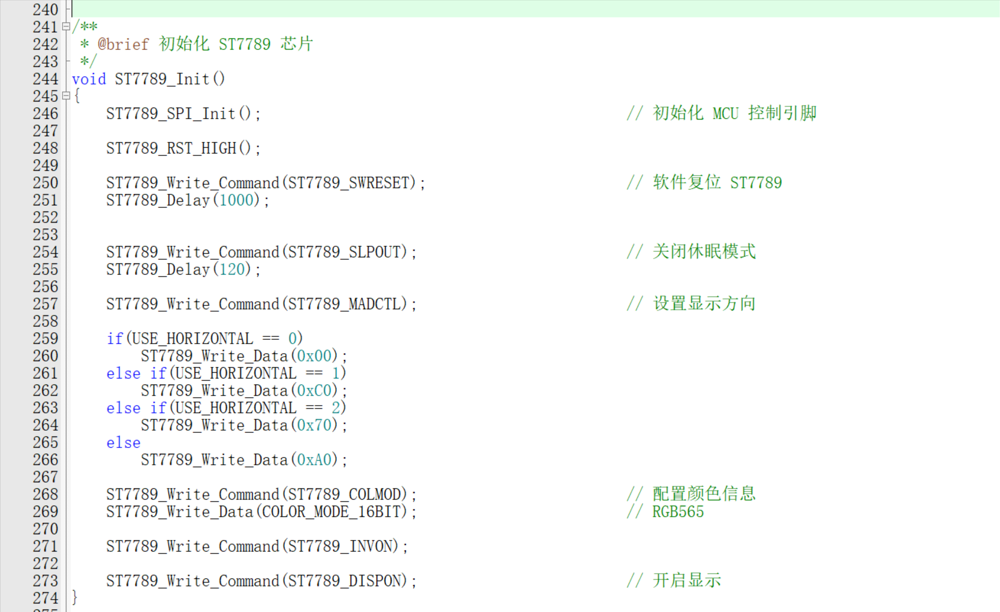 240
241 /**
242  * @brief 初始化 ST7789 芯片
243  */
244 void ST7789_Init()
245 {
246     ST7789_SPI_Init();                                          // 初始化 MCU 控制引脚
247
248     ST7789_RST_HIGH();
249
250     ST7789_Write_Command(ST7789_SWRESET);                       // 软件复位 ST7789
251     ST7789_Delay(1000);
252
253
254     ST7789_Write_Command(ST7789_SLPOUT);                        // 关闭休眠模式
255     ST7789_Delay(120);
256
257     ST7789_Write_Command(ST7789_MADCTL);                        // 设置显示方向
258
259     if(USE_HORIZONTAL == 0)
260         ST7789_Write_Data(0x00);
261     else if(USE_HORIZONTAL == 1)
262         ST7789_Write_Data(0xC0);
263     else if(USE_HORIZONTAL == 2)
264         ST7789_Write_Data(0x70);
265     else
266         ST7789_Write_Data(0xA0);
267
268     ST7789_Write_Command(ST7789_COLMOD);                        // 配置颜色信息
269     ST7789_Write_Data(COLOR_MODE_16BIT);                        // RGB565
270
271     ST7789_Write_Command(ST7789_INVON);
272
273     ST7789_Write_Command(ST7789_DISPON);                        // 开启显示
274 }